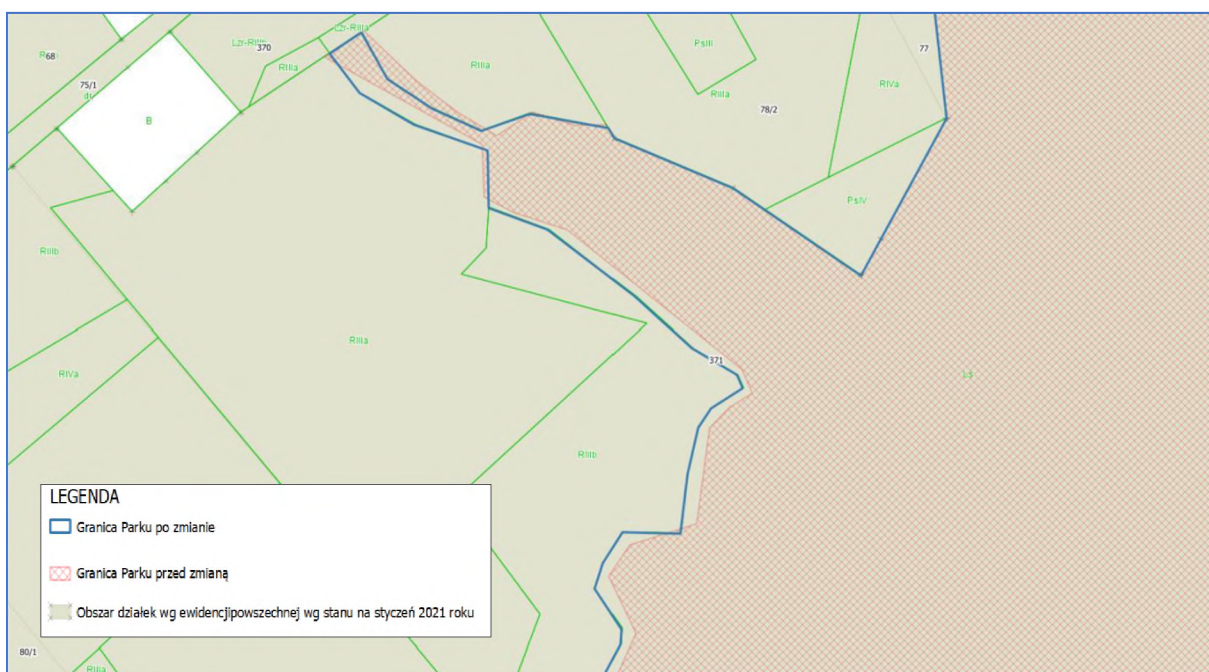 Lzr-RIIIa
Lzr-RIIIb
370
PsIII
77
68
RIIIa
RIIIa
75/1
RIVa
RIIIa
78/2
B
PsIV
RIIIb
RIIIa
371
RIVa
Ls
RIIIb
LEGENDA
Granica Parku po zmianie
Granica Parku przed zmianą
Obszar działek wg ewidencjipowszechnej wg stanu na styczeń 2021 roku
80/1
RIIIa